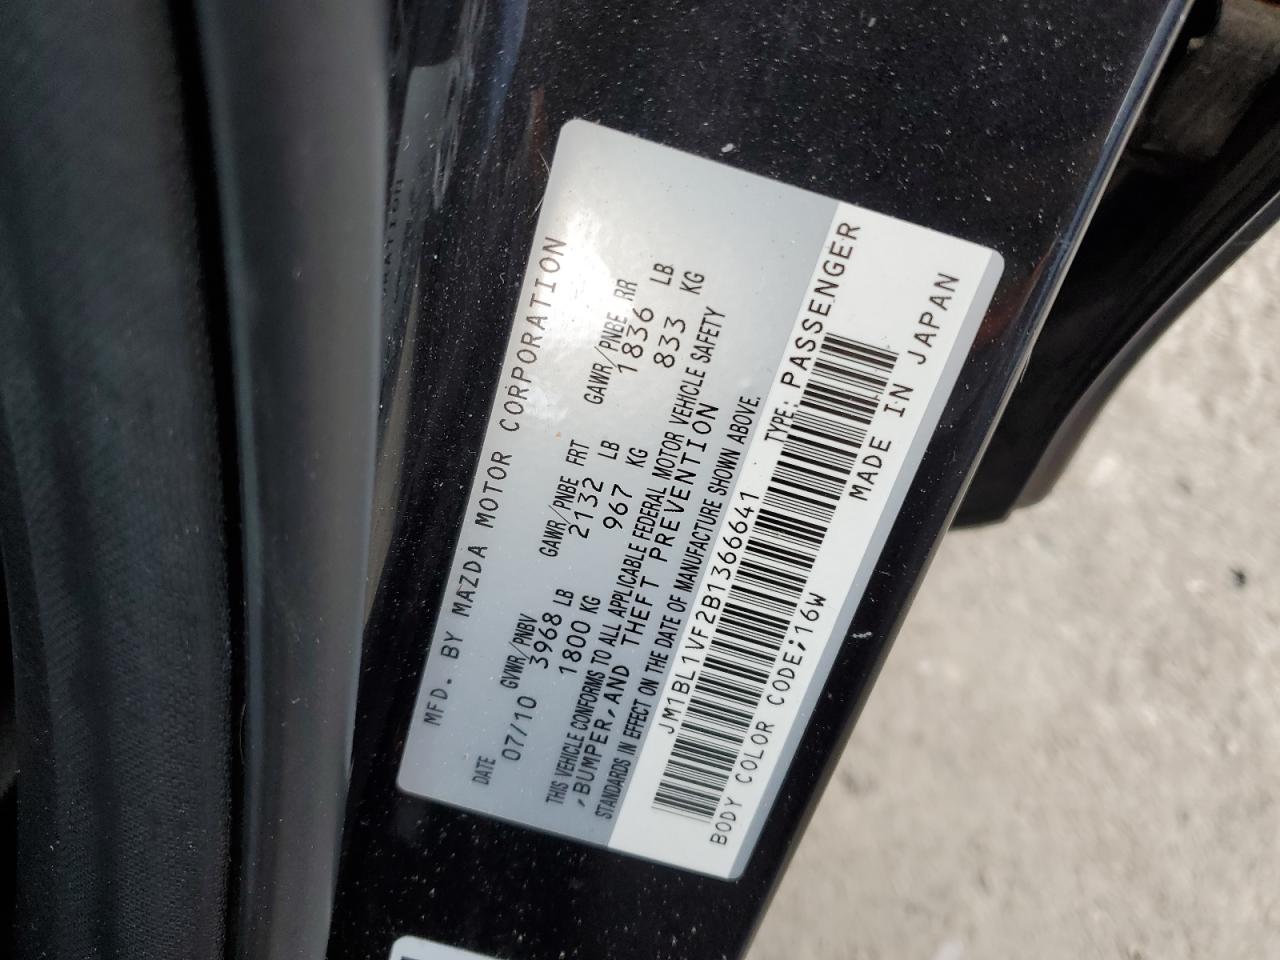 MFD. BY MAZDA MOTOR CORPORATION
DATE GVWR/PNBV GAWR/PNBE FRT GAWR/PNBE RR
07/10 3968 LB 2132 LB 1836 LB
1800 KG 967 KG 833 KG
THIS VEHICLE CONFORMS TO ALL APPLICABLE FEDERAL MOTOR VEHICLE SAFETY
,BUMPER,AND THEFT PREVENTION
STANDARDS IN EFFECT ON THE DATE OF MANUFACTURE SHOWN ABOVE.
JM1BL1VF2B1366641 TYPE: PASSENGER
BODY COLOR CODE;16W MADE IN JAPAN